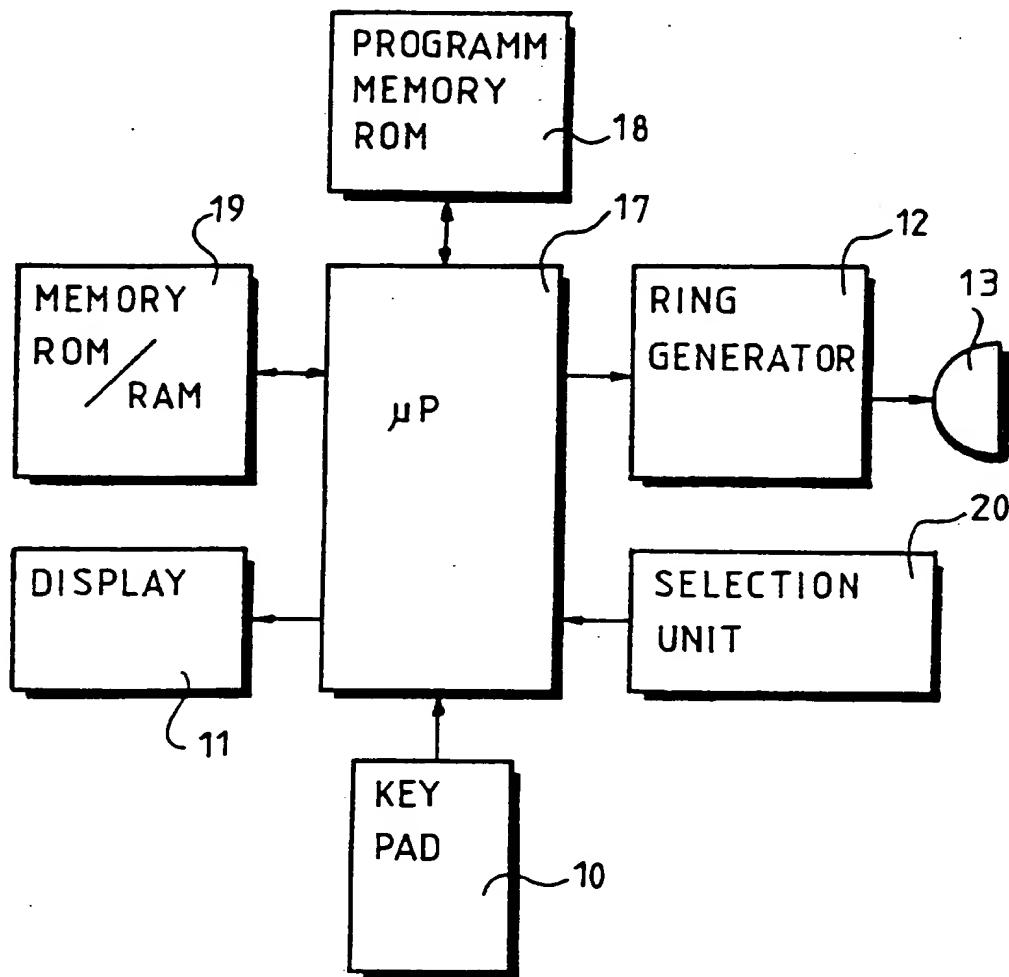 PROGRAMM
MEMORY
ROM
18
19
17
12
13
MEMORY
ROM
/
RAM
µP
RING
GENERATOR
20
DISPLAY
SELECTION
UNIT
11
KEY
PAD
10